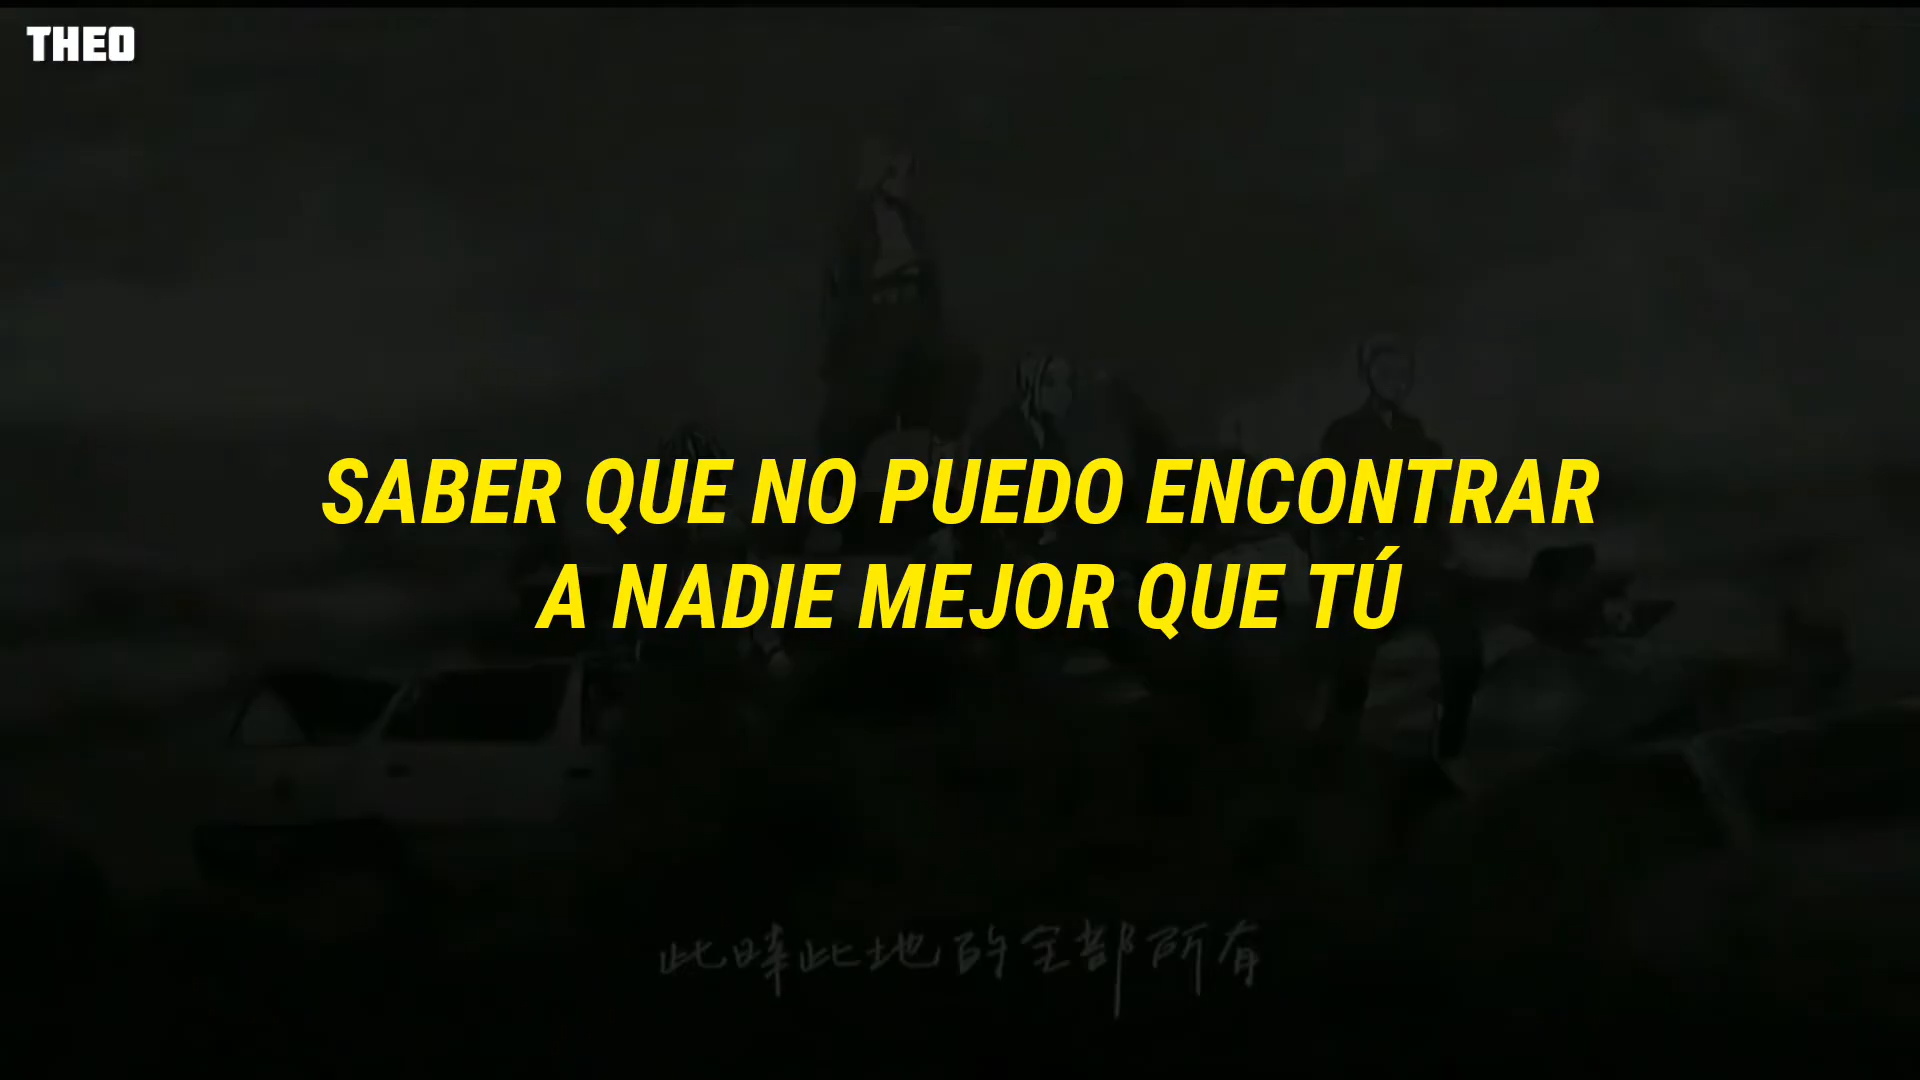 THEO
SABER QUE NO PUEDO ENCONTRAR
A NADIE MEJOR QUE TÚ
此時此地的全部所有